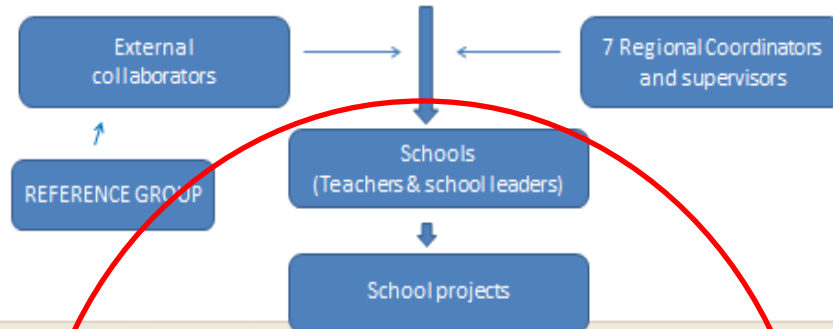 External
collaborators
7 Regional Coordinators
and supervisors
Schools
(Teachers & school leaders)
REFERENCE GROUP
School projects